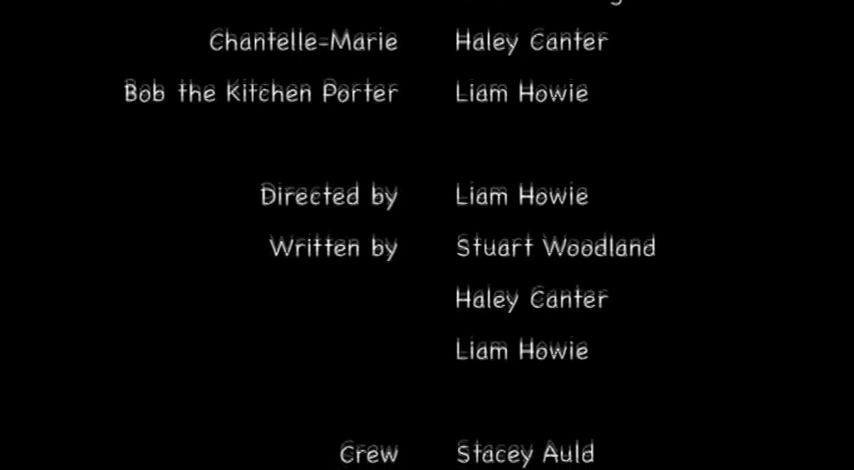 Chantelle-Marie Haley Canter
Bob the Kitchen Porter Liam Howie
Directed by Liam Howie
Written by Stuart Woodland
Haley Canter
Liam Howie
Crew Stacey Auld